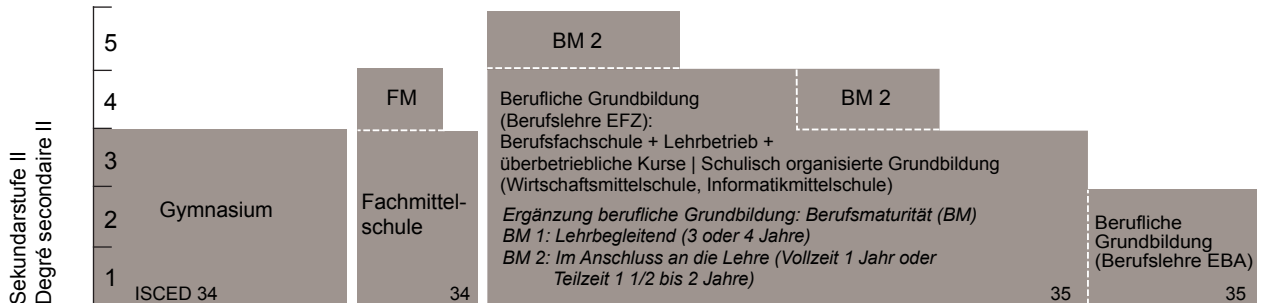 Sekundarstufe II
Degré secondaire II
5
4
3
2
1
Gymnasium
ISCED 34
FM
Fachmittel-
schule
34
BM 2
BM 2
Berufliche Grundbildung
(Berufslehre EFZ):
Berufsfachschule + Lehrbetrieb +
überbetriebliche Kurse | Schulisch organisierte Grundbildung
(Wirtschaftsmittelschule, Informatikmittelschule)
Ergänzung berufliche Grundbildung: Berufsmaturität (BM)
BM 1: Lehrbegleitend (3 oder 4 Jahre)
BM 2: Im Anschluss an die Lehre (Vollzeit 1 Jahr oder
Teilzeit 1 1/2 bis 2 Jahre)
35
Berufliche
Grundbildung
(Berufslehre EBA)
35